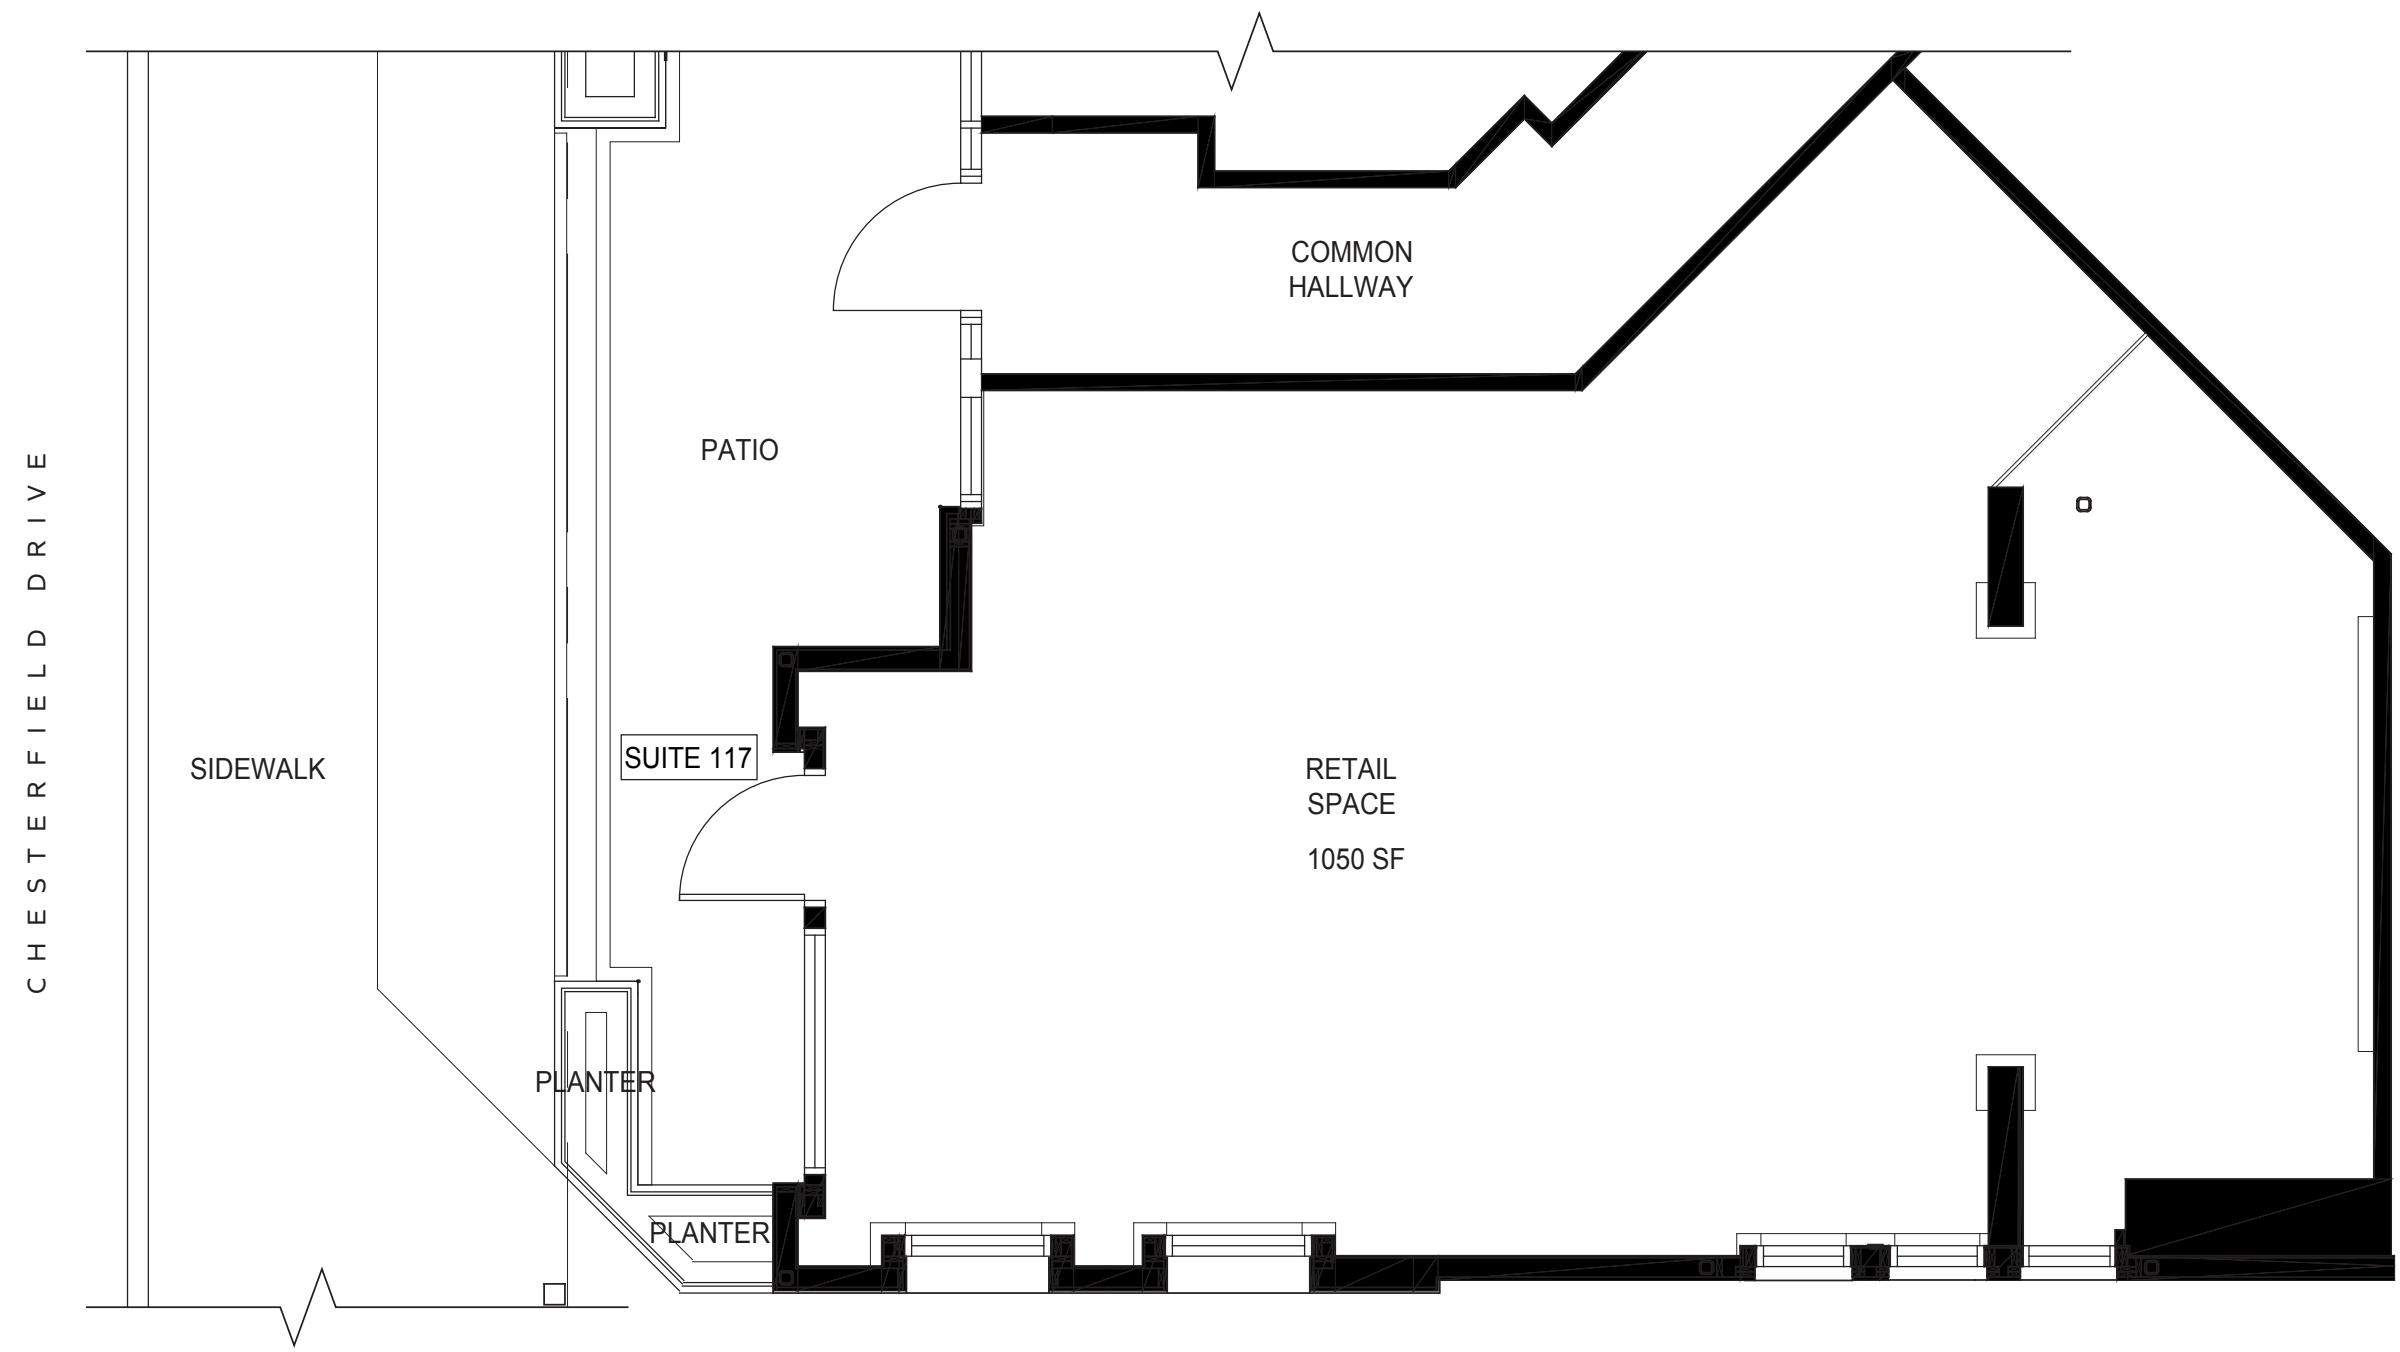 COMMON
HALLWAY
PATIO
CHESTERFIELD DRIVE
SUITE 117
SIDEWALK
RETAIL
SPACE
1050 SF
PLANTER
PLANTER